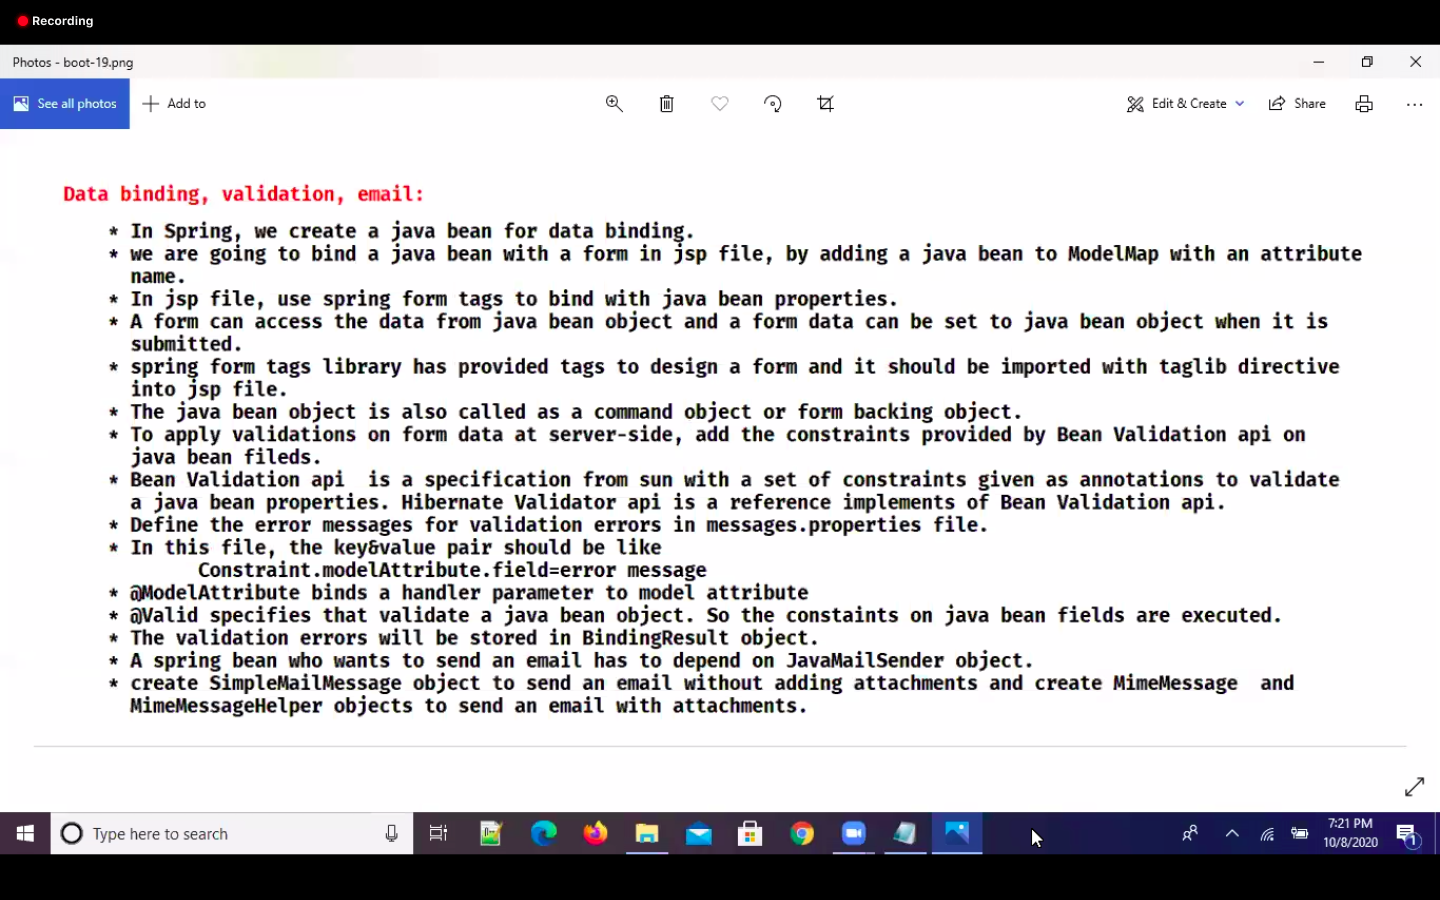 Recording
Photos - boot-19.png
See all photos
Add to
Edit & Create
Share
Data binding, validation, email:
* In Spring, we create a java bean for data binding.
* we are going to bind a java bean with a form in jsp file, by adding a java bean to ModelMap with an attribute
name.
* In jsp file, use spring form tags to bind with java bean properties.
* A form can access the data from java bean object and a form data can be set to java bean object when it is
submitted.
* spring form tags library has provided tags to design a form and it should be imported with taglib directive
into jsp file.
* The java bean object is also called as a command object or form backing object.
* To apply validations on form data at server-side, add the constraints provided by Bean Validation api on
java bean fileds.
* Bean Validation api  is a specification from sun with a set of constraints given as annotations to validate
a java bean properties. Hibernate Validator api is a reference implements of Bean Validation api.
* Define the error messages for validation errors in messages.properties file.
* In this file, the key&value pair should be like
Constraint.modelAttribute.field=error message
* @ModelAttribute binds a handler parameter to model attribute
* @Valid specifies that validate a java bean object. So the constaints on java bean fields are executed.
* The validation errors will be stored in BindingResult object.
* A spring bean who wants to send an email has to depend on JavaMailSender object.
* create SimpleMailMessage object to send an email without adding attachments and create MimeMessage  and
MimeMessageHelper objects to send an email with attachments.
Type here to search
7:21 PM
10/8/2020
1